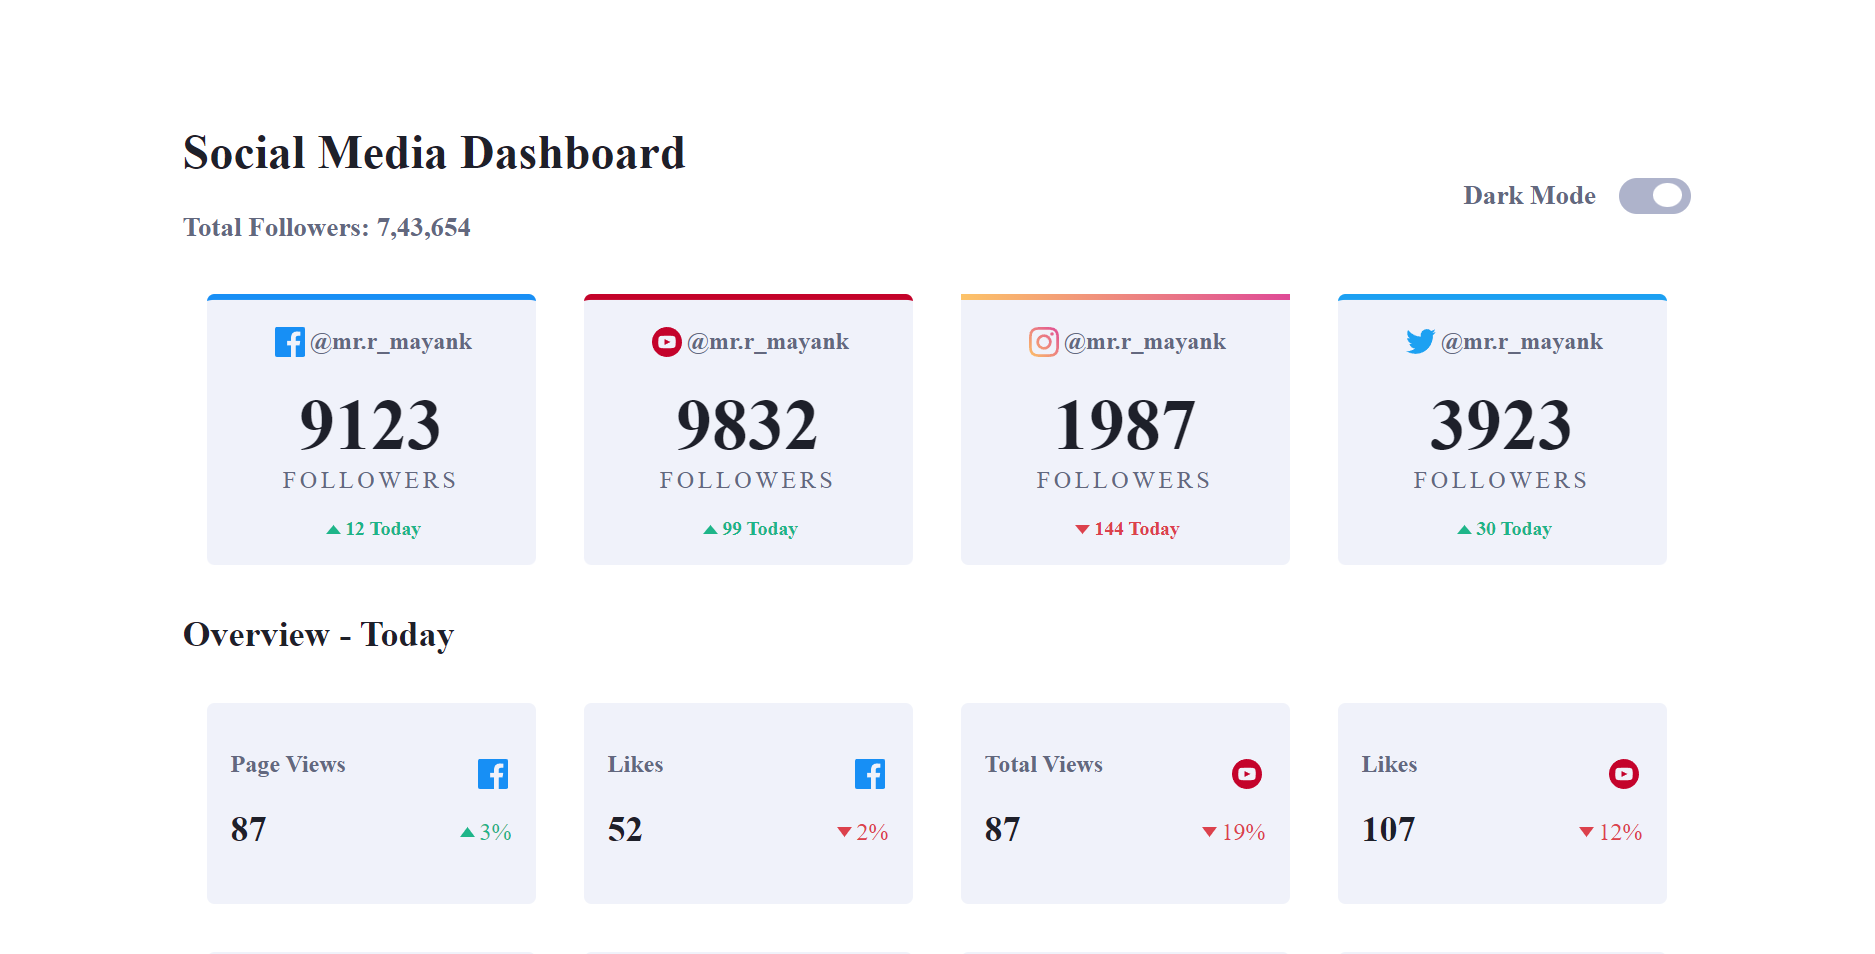 Social Media Dashboard
Total Followers: 7,43,654
Dark Mode
@mr.r_mayank
9123
FOLLOWERS
12 Today
@mr.r_mayank
9832
FOLLOWERS
99 Today
@mr.r_mayank
1987
FOLLOWERS
144 Today
@mr.r_mayank
3923
FOLLOWERS
30 Today
Overview - Today
Page Views
87
3%
Likes
52
2%
Total Views
87
19%
Likes
107
12%